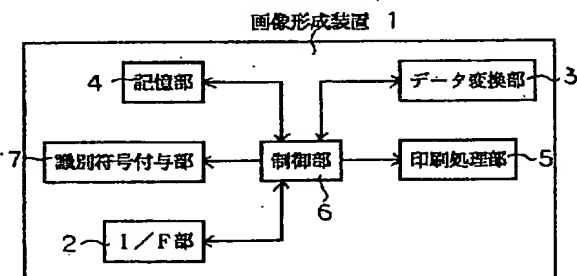 画像形成装置 1
4 記憶部
データ変換部 3
7 識別符号付与部
制御部
印刷処理部 5
6
2 I/F部